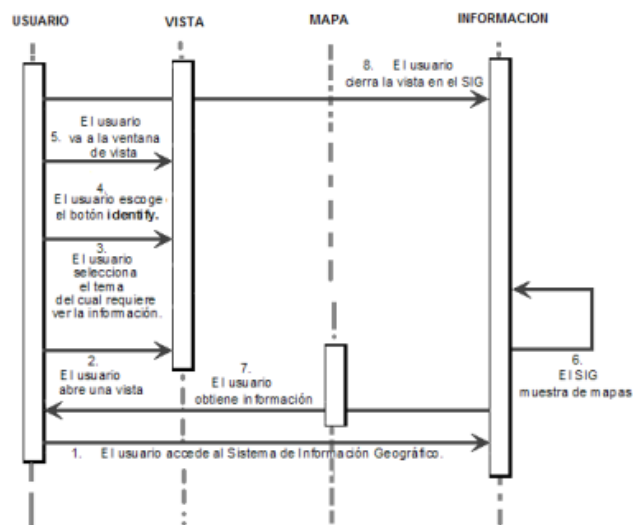 USUARIO
VISTA
MAPA
INFORMACION
8. El usuario
cierra la vista en el SIG
El usuario
5. va a la ventana
de vista
4.
El usuario escoge
el botón identify.
3.
El usuario
selecciona
el tema
del cual requiere
ver la información.
2.
El usuario
abre una vista
7.
El usuario
obtiene información
6.
El SIG
muestra de mapas
1. El usuario accede al Sistema de Información Geográfico.